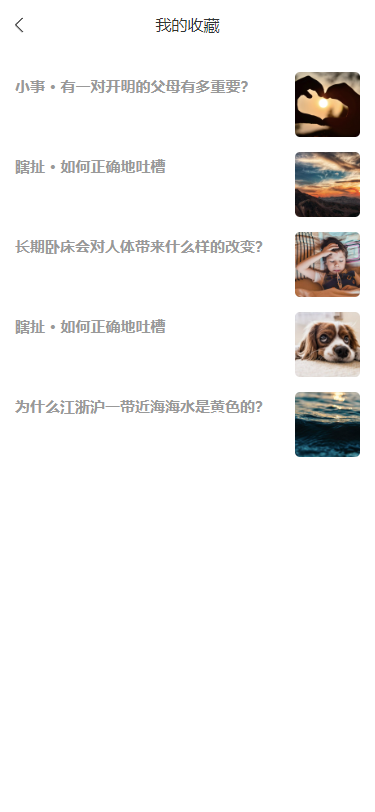 我的收藏
小事 · 有一对开明的父母有多重要?
瞎扯 · 如何正确地吐槽
长期卧床会对人体带来什么样的改变?
瞎扯 · 如何正确地吐槽
为什么江浙沪一带近海海水是黄色的?